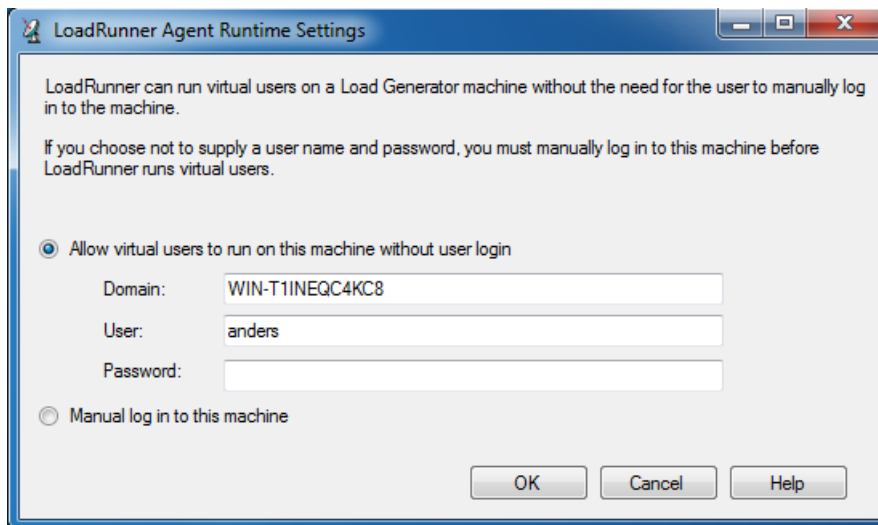 LoadRunner Agent Runtime Settings
LoadRunner can run virtual users on a Load Generator machine without the need for the user to manually log
in to the machine.
If you choose not to supply a user name and password, you must manually log in to this machine before
LoadRunner runs virtual users.
Allow virtual users to run on this machine without user login
Domain: WIN-T1INEQC4KC8
User: anders
Password:
Manual log in to this machine
OK Cancel Help